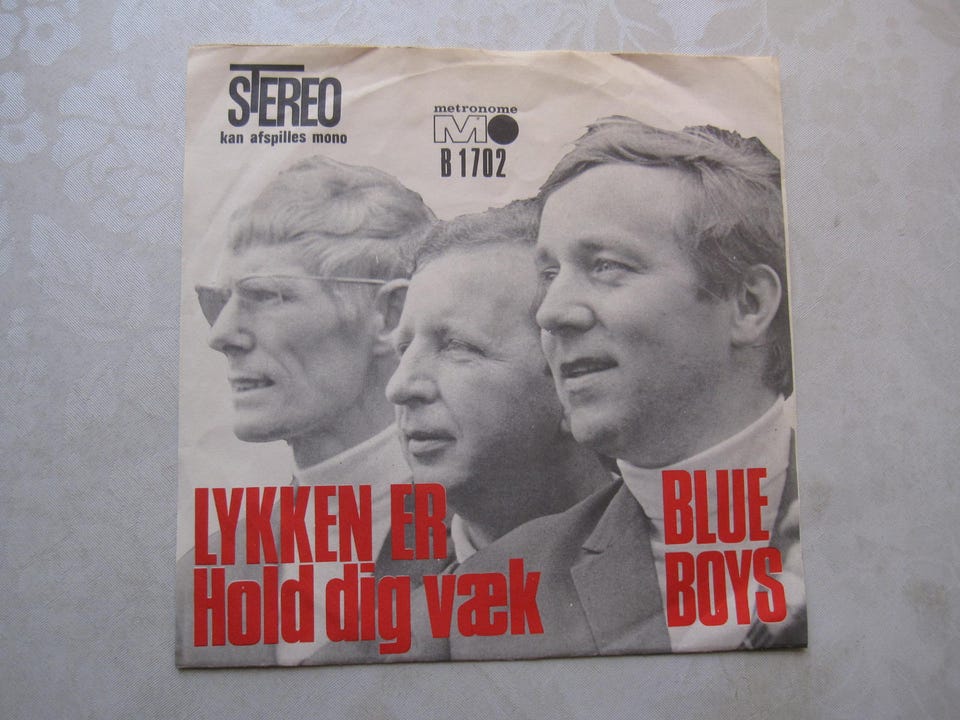 STEREO
kan afspilles mono
metronome
M
B 1702
LYKKEN ER
Hold dig væk
BLUE
BOYS